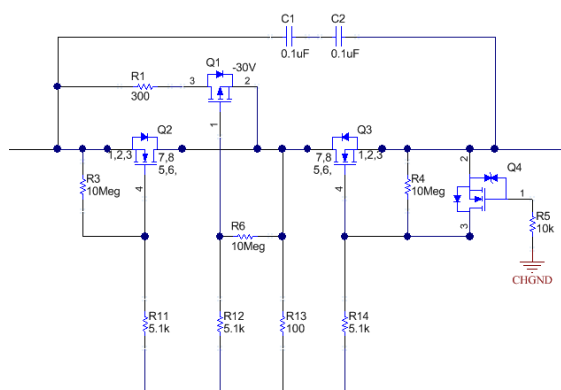 C1
C2
0.1uF
0.1uF
Q1
-30V
R1
300
3
2
1
Q2
1,2,3
7,8
5,6,
4
Q3
7,8
5,6,
1,2,3
4
R3
10Meg
R4
10Meg
2
Q4
1
3
R5
10k
CHGND
R6
10Meg
R11
5.1k
R12
5.1k
R13
100
R14
5.1k